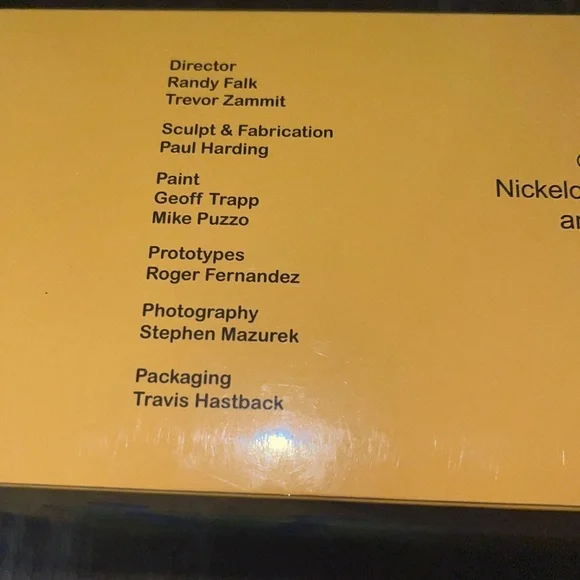 Director
Randy Falk
Trevor Zammit
Sculpt & Fabrication
Paul Harding
Paint
Geoff Trapp
Mike Puzzo
Prototypes
Roger Fernandez
Photography
Stephen Mazurek
Packaging
Travis Hastback